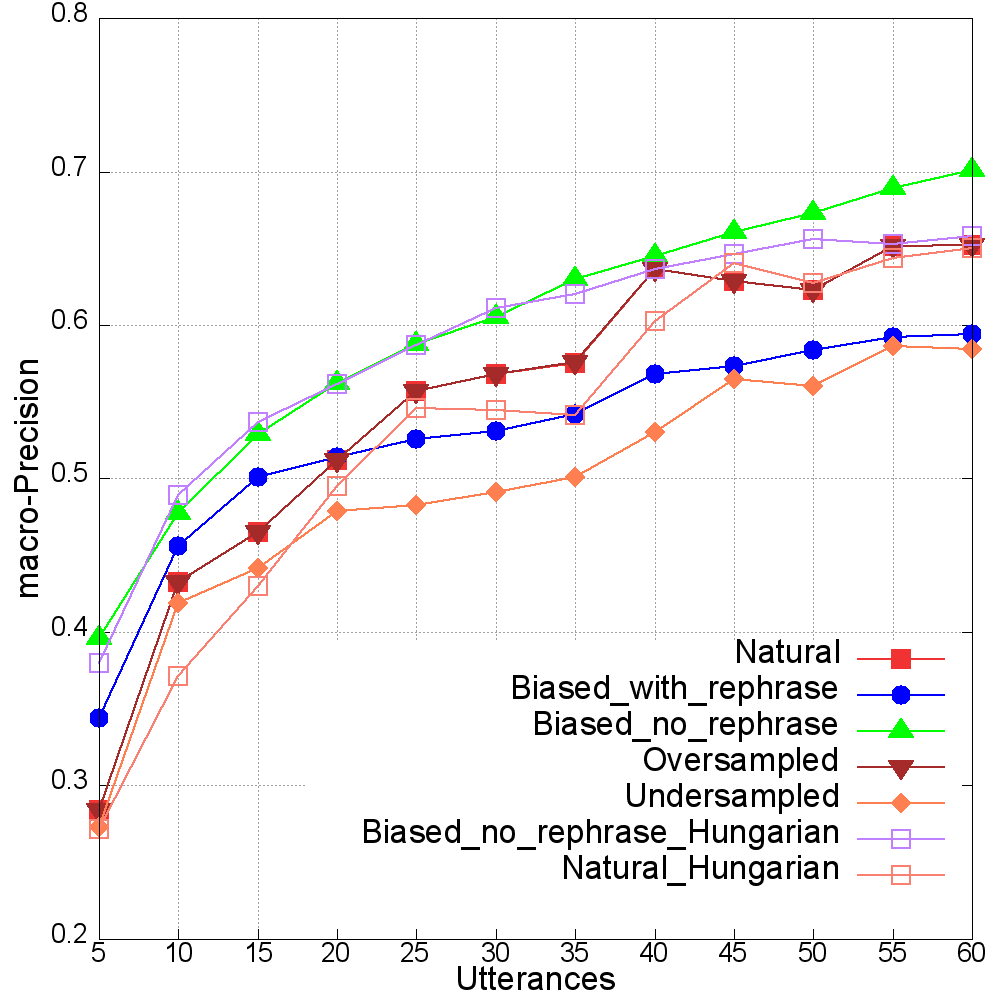 0.8
0.7
0.6
0.5
0.4
0.3
0.2
macro-Precision
Natural
Biased_with_rephrase
Biased_no_rephrase
Oversampled
Undersampled
Biased_no_rephrase_Hungarian
Natural_Hungarian
5 10 15 20 25 30 35 40 45 50 55 60
Utterances